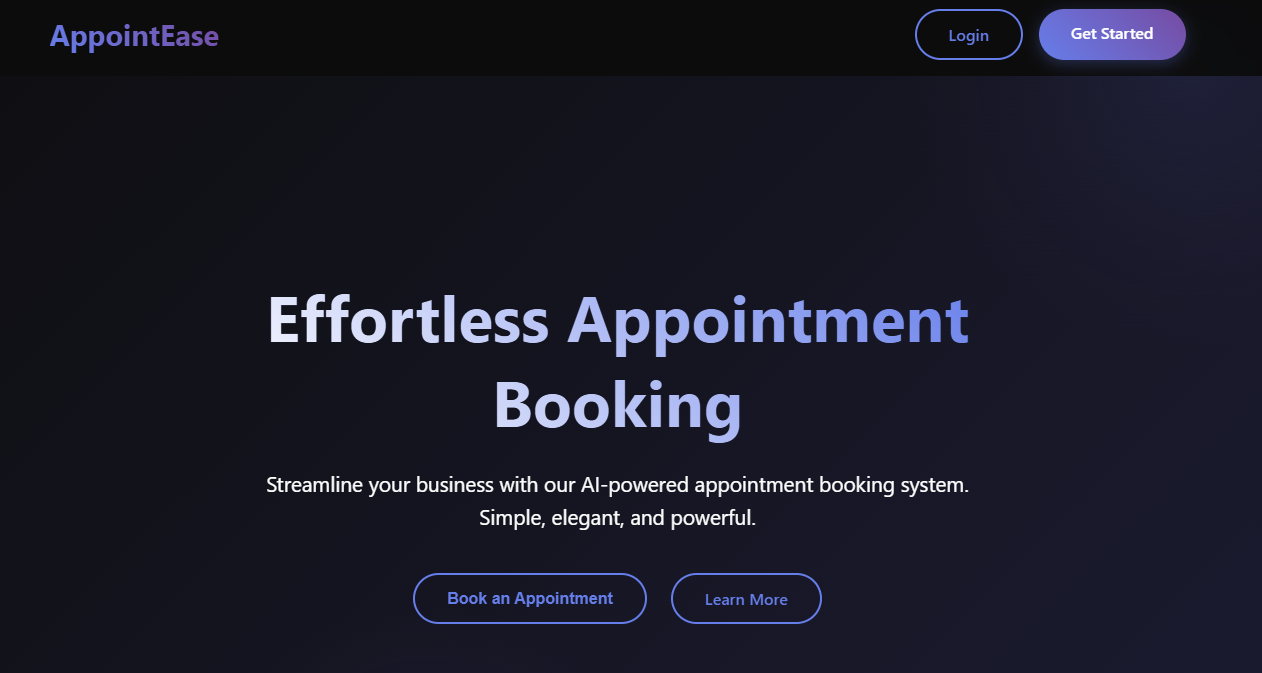 AppointEase
Login
Get Started
Effortless Appointment
Booking
Streamline your business with our AI-powered appointment booking system.
Simple, elegant, and powerful.
Book an Appointment
Learn More